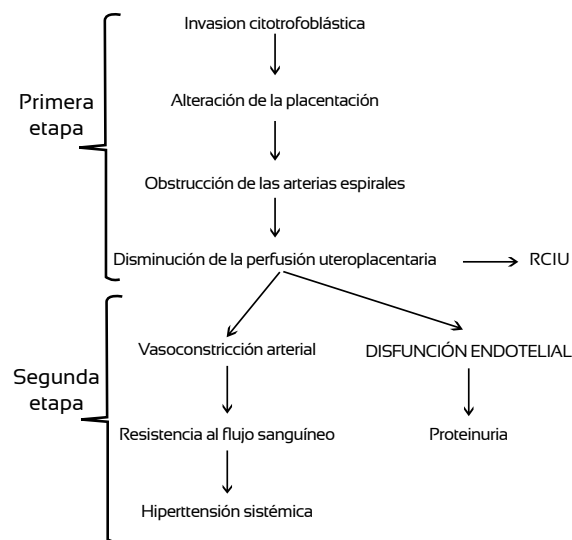 Invasion citotrofoblástica
Primera
etapa
Alteración de la placentación
Obstrucción de las arterias espirales
Disminución de la perfusión uteroplacentaria
RCIU
Segunda
etapa
Vasoconstricción arterial
DISFUNCIÓN ENDOTELIAL
Resistencia al flujo sanguíneo
Proteinuria
Hiperttensión sistémica